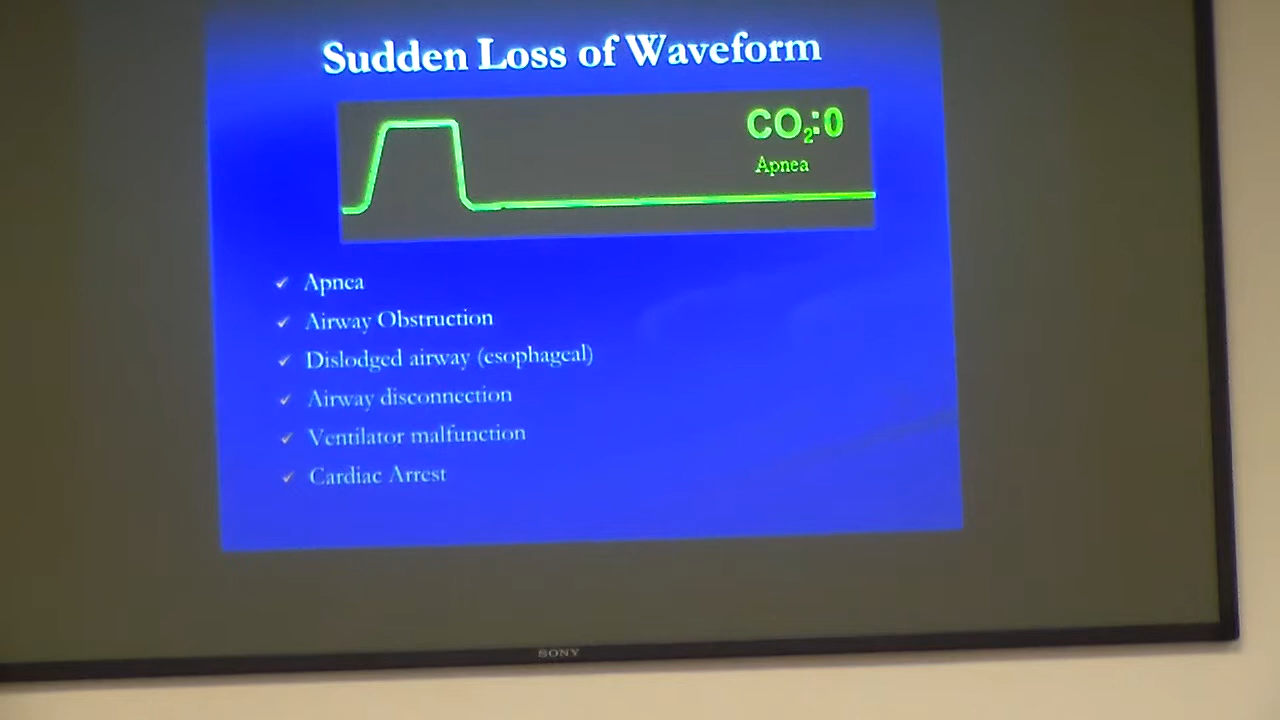 Sudden Loss of Waveform
CO₂:0
Apnea
✓ Apnea
✓ Airway Obstruction
✓ Dislodged airway (esophageal)
✓ Airway disconnection
✓ Ventilator malfunction
✓ Cardiac Arrest
SONY